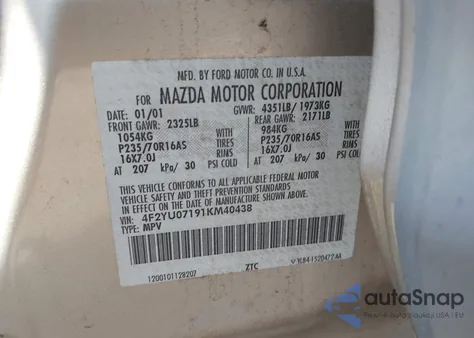 MFD. BY FORD MOTOR CO. IN U.S.A.
FOR MAZDA MOTOR CORPORATION
DATE: 01/01 GVWR: 4351LB/ 1973KG
FRONT GAWR: 2325LB REAR GAWR: 2171LB
1054KG WITH 984KG WITH
P235/70R16AS TIRES P235/70R16AS TIRES
16X7.0J RIMS 16X7.0J RIMS
AT 207 kPa/ 30 PSI COLD AT 207 kPa/ 30 PSI COLD
THIS VEHICLE CONFORMS TO ALL APPLICABLE FEDERAL MOTOR
VEHICLE SAFETY AND THEFT PREVENTION STANDARDS IN EFFECT
ON THE DATE OF MANUFACTURE SHOWN ABOVE.
VIN: 4F2YU07191KM40438
TYPE: MPV
1200101128207 ZTC
autaSnap
USA | EU